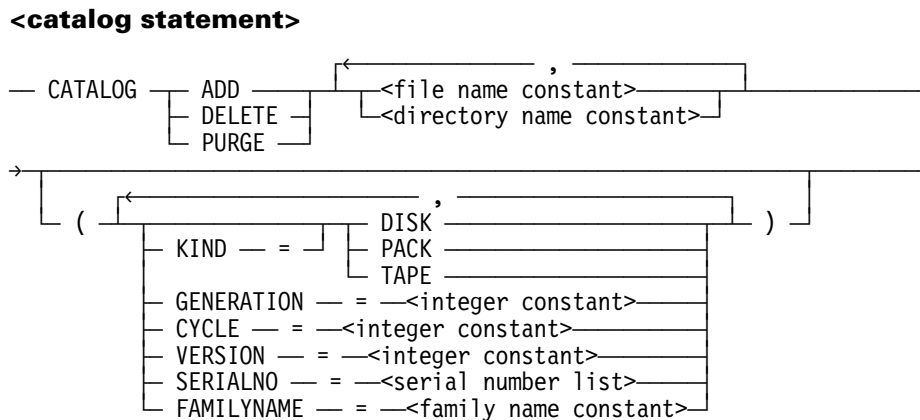 <catalog statement>
,
CATALOG ADD <file name constant>
DELETE <directory name constant>
PURGE
,
( DISK )
KIND = PACK
TAPE
GENERATION = <integer constant>
CYCLE = <integer constant>
VERSION = <integer constant>
SERIALNO = <serial number list>
FAMILYNAME = <family name constant>